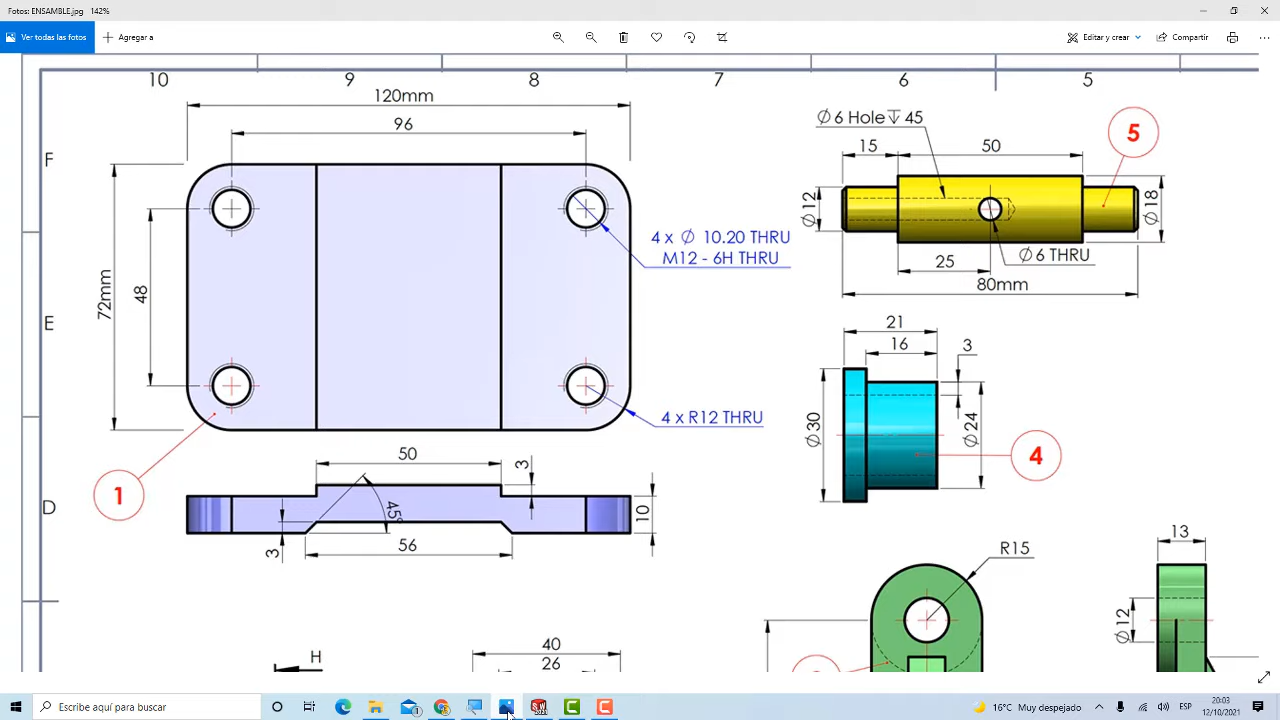 Fotos: ENSAMBLE.jpg 142%
Ver todas las fotos
Agregar a
Editar y crear
Compartir
10 9 8 7 6 5
F
E
D
120mm
96
72mm
48
4 x ∅ 10.20 THRU
M12 - 6H THRU
4 x R12 THRU
1
50
3
45°
10
3
56
∅ 6 Hole↧ 45
5
15
50
∅ 12
∅ 18
25
∅ 6 THRU
80mm
21
16
3
∅ 30
∅ 24
4
R15
13
∅ 12
H
40
26
Escribe aquí para buscar
16°C Muy despejado
ESP
20:03
12/10/2021